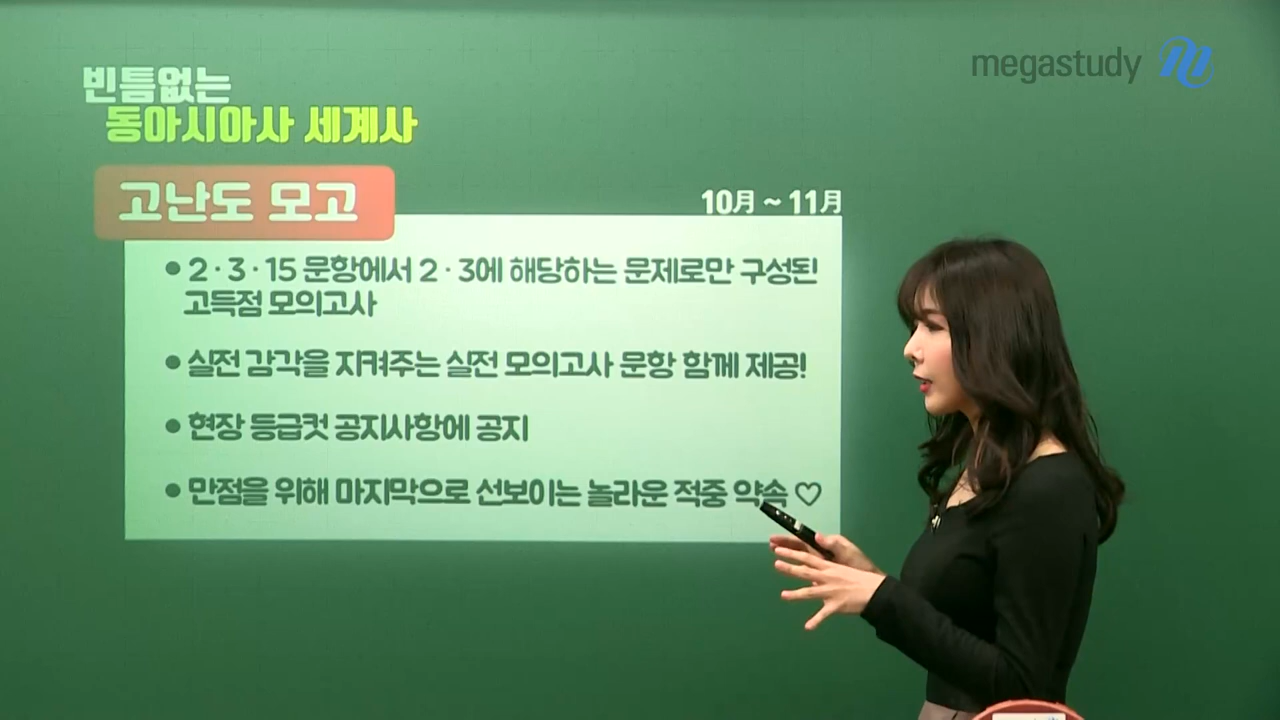 megastudy
빈틈없는
동아시아사 세계사
고난도 모고
10月 ~ 11月
● 2·3·15 문항에서 2·3에 해당하는 문제로만 구성된
고득점 모의고사
● 실전 감각을 지켜주는 실전 모의고사 문항 함께 제공!
● 현장 등급컷 공지사항에 공지
● 만점을 위해 마지막으로 선보이는 놀라운 적중 약속 ♡